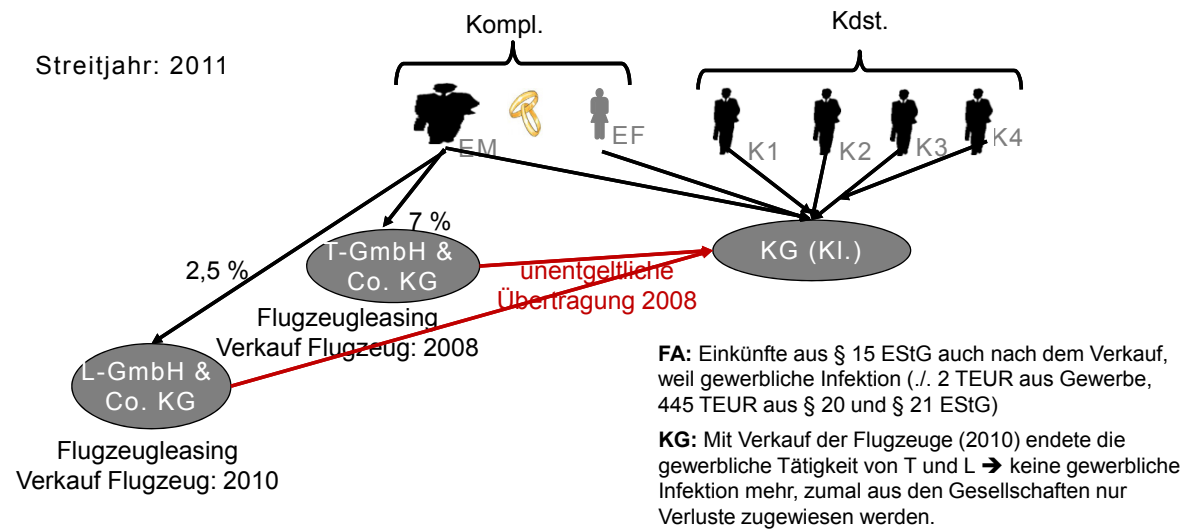 Streitjahr: 2011
Kompl.
Kdst.
EM
EF
K1
K2
K3
K4
7 %
2,5 %
T-GmbH &
Co. KG
KG (Kl.)
unentgeltliche
Übertragung 2008
Flugzeugleasing
Verkauf Flugzeug: 2008
L-GmbH &
Co. KG
Flugzeugleasing
Verkauf Flugzeug: 2010
FA: Einkünfte aus § 15 EStG auch nach dem Verkauf,
weil gewerbliche Infektion (./. 2 TEUR aus Gewerbe,
445 TEUR aus § 20 und § 21 EStG)
KG: Mit Verkauf der Flugzeuge (2010) endete die
gewerbliche Tätigkeit von T und L ➔ keine gewerbliche
Infektion mehr, zumal aus den Gesellschaften nur
Verluste zugewiesen werden.